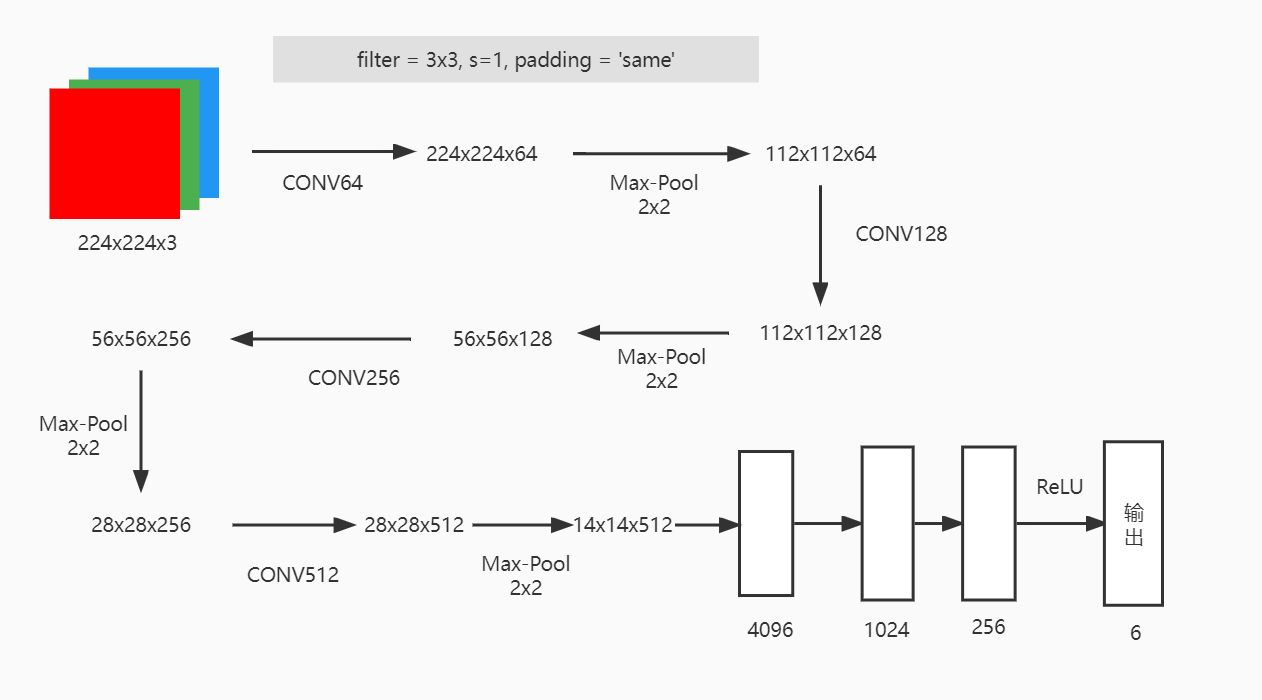 filter = 3x3, s=1, padding = 'same'
224x224x3
CONV64
224x224x64
Max-Pool
2x2
112x112x64
CONV128
112x112x128
Max-Pool
2x2
56x56x128
CONV256
56x56x256
Max-Pool
2x2
28x28x256
CONV512
28x28x512
Max-Pool
2x2
14x14x512
4096
1024
256
ReLU
输
出
6